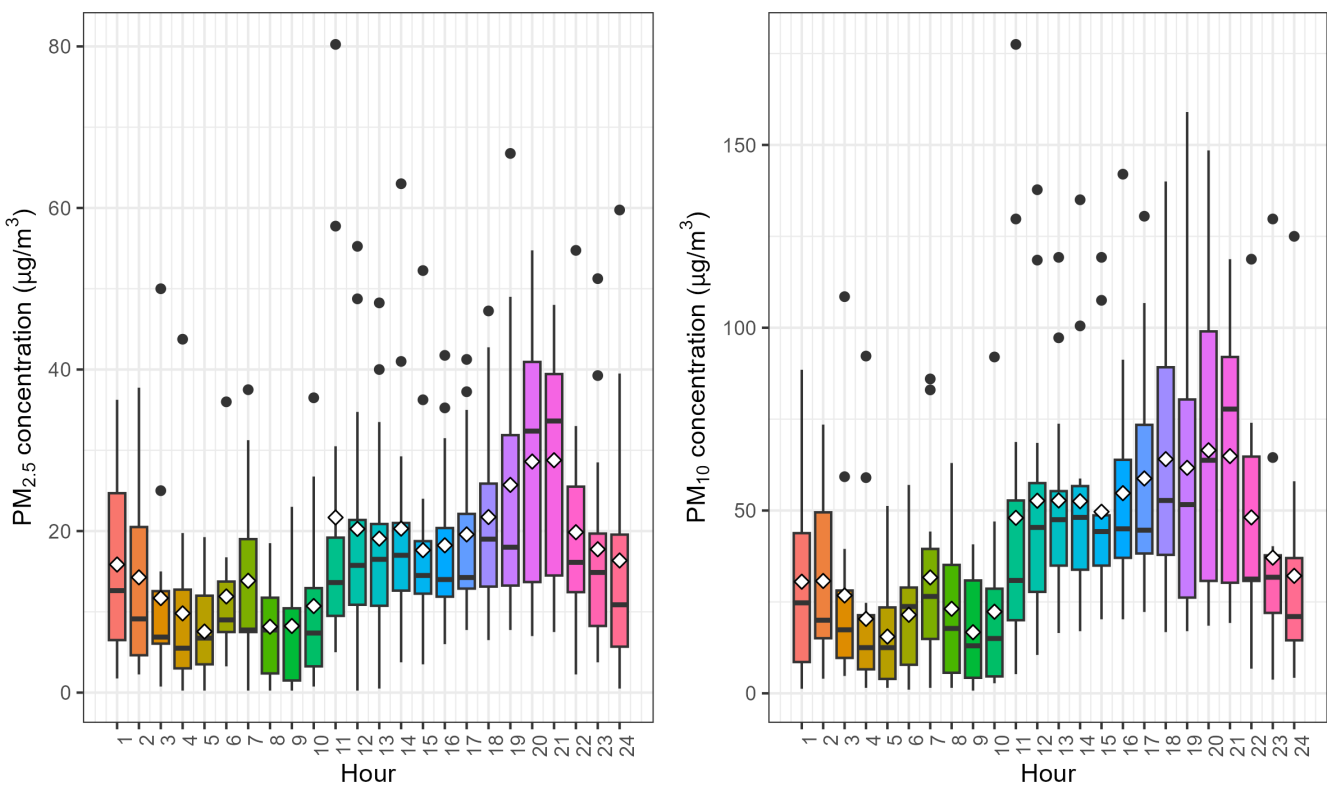 PM2.5 concentration (µg/m3)
80
60
40
20
0
1 2 3 4 5 6 7 8 9 10 11 12 13 14 15 16 17 18 19 20 21 22 23 24
Hour
PM10 concentration (µg/m3)
150
100
50
0
1 2 3 4 5 6 7 8 9 10 11 12 13 14 15 16 17 18 19 20 21 22 23 24
Hour